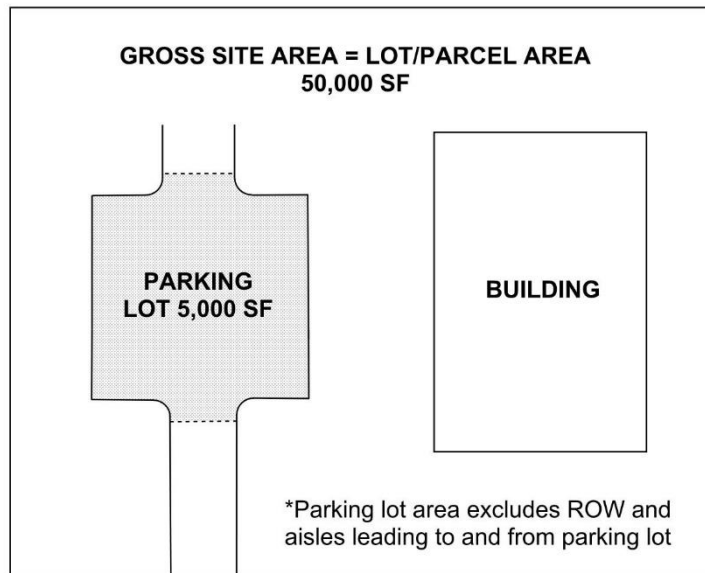 GROSS SITE AREA = LOT/PARCEL AREA
50,000 SF
PARKING
LOT 5,000 SF
BUILDING
*Parking lot area excludes ROW and
aisles leading to and from parking lot